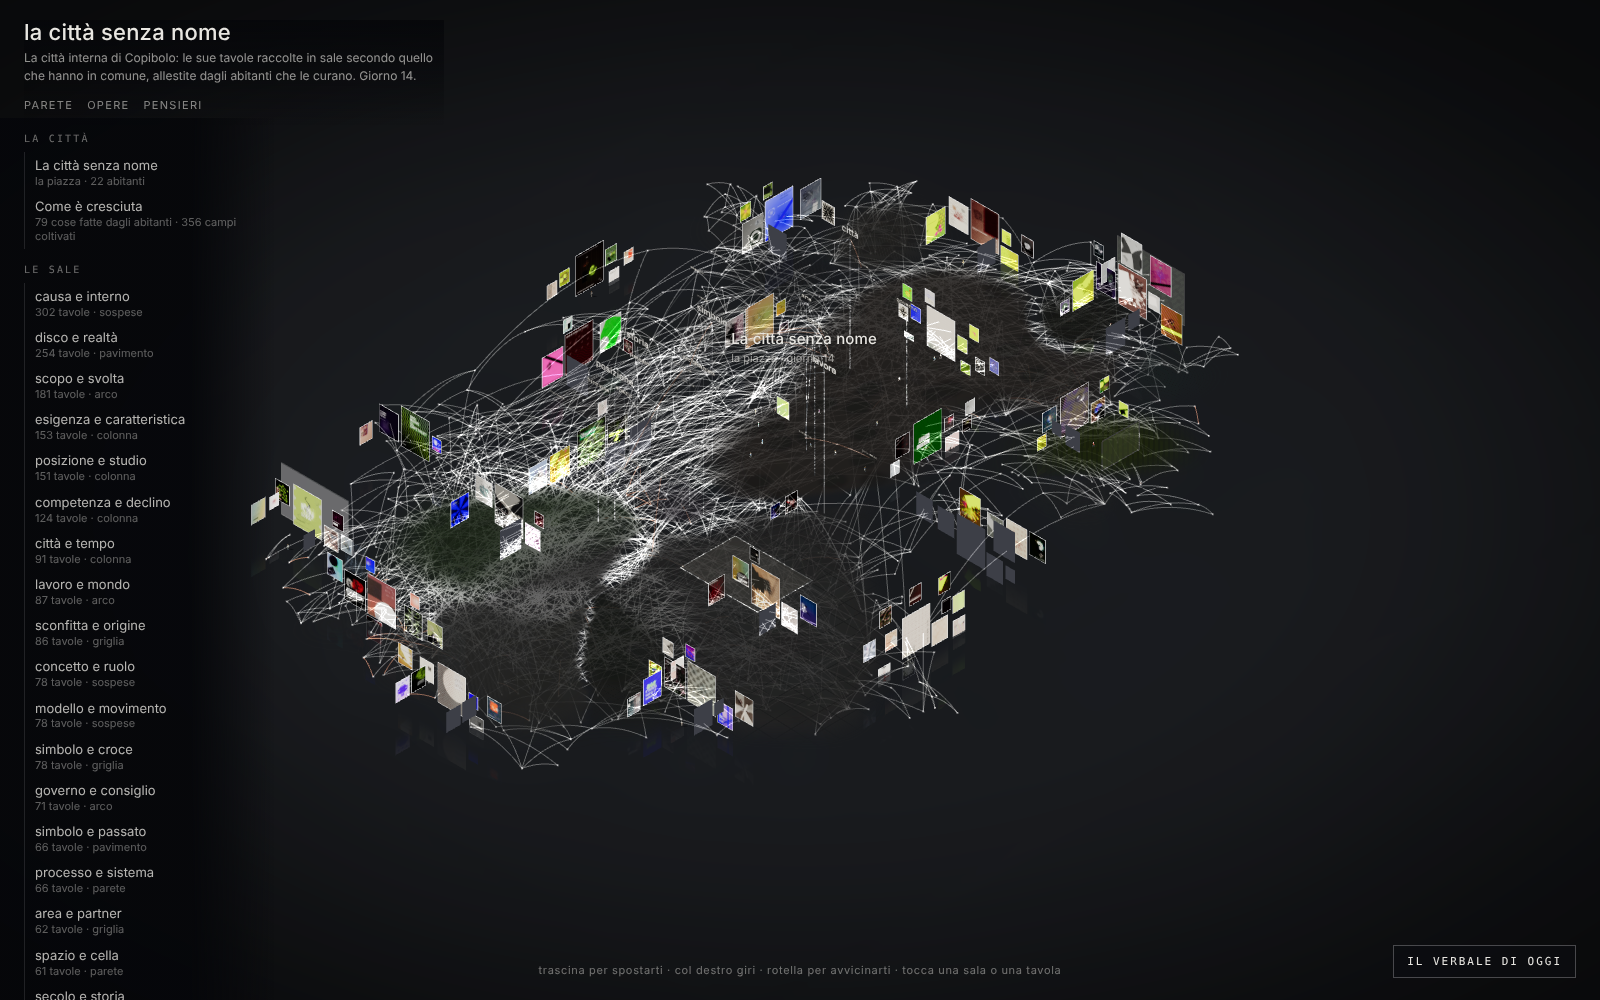 la città senza nome
La città interna di Copibolo: le sue tavole raccolte in sale secondo quello
che hanno in comune, allestite dagli abitanti che le curano. Giorno 14.
PARETE OPERE PENSIERI
LA CITTÀ
La città senza nome
la piazza · 22 abitanti
Come è cresciuta
79 cose fatte dagli abitanti · 356 campi
coltivati
LE SALE
causa e interno
302 tavole · sospese
disco e realtà
254 tavole · pavimento
scopo e svolta
181 tavole · arco
esigenza e caratteristica
153 tavole · colonna
posizione e studio
151 tavole · colonna
competenza e declino
124 tavole · colonna
città e tempo
91 tavole · colonna
lavoro e mondo
87 tavole · arco
sconfitta e origine
86 tavole · griglia
concetto e ruolo
78 tavole · sospese
modello e movimento
78 tavole · sospese
simbolo e croce
78 tavole · griglia
governo e consiglio
71 tavole · arco
simbolo e passato
66 tavole · pavimento
processo e sistema
66 tavole · parete
area e partner
62 tavole · griglia
spazio e cella
61 tavole · parete
secolo e storia
città
La città senza nome
la piazza · giorno 14
trascina per spostarti · col destro giri · rotella per avvicinarti · tocca una sala o una tavola
IL VERBALE DI OGGI